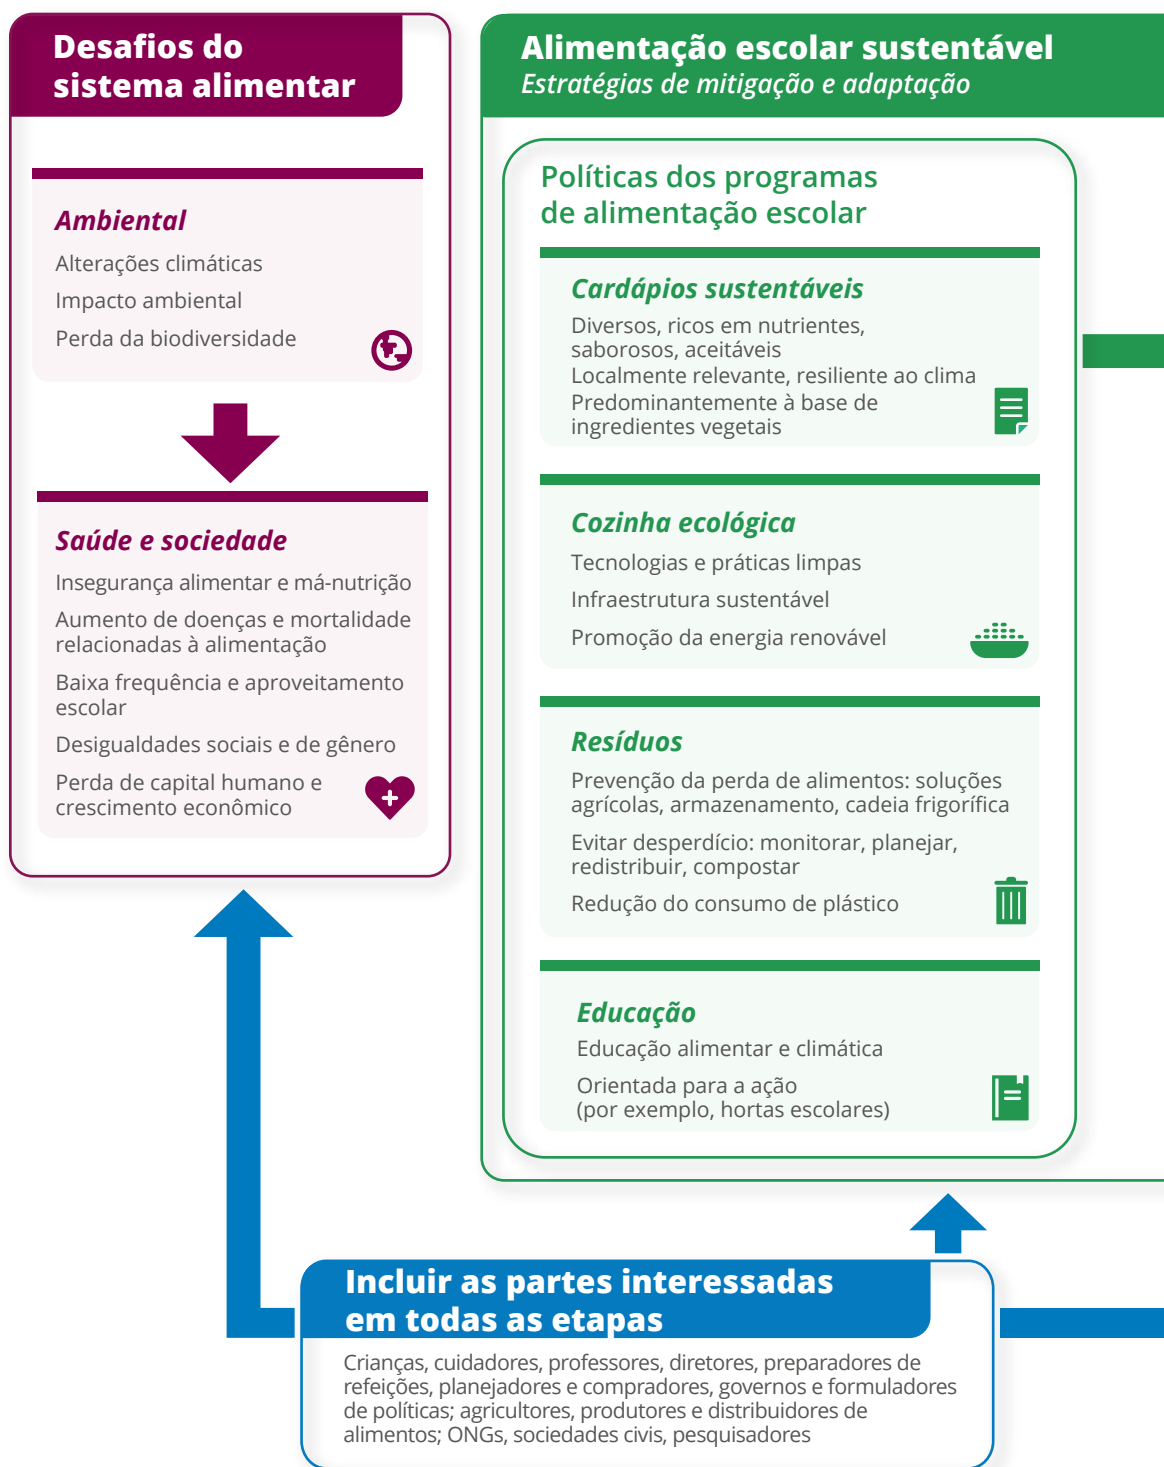 Desafios do
sistema alimentar
Ambiental
Alterações climáticas
Impacto ambiental
Perda da biodiversidade
Saúde e sociedade
Insegurança alimentar e má-nutrição
Aumento de doenças e mortalidade
relacionadas à alimentação
Baixa frequência e aproveitamento
escolar
Desigualdades sociais e de gênero
Perda de capital humano e
crescimento econômico
Alimentação escolar sustentável
Estratégias de mitigação e adaptação
Políticas dos programas
de alimentação escolar
Cardápios sustentáveis
Diversos, ricos em nutrientes,
saborosos, aceitáveis
Localmente relevante, resiliente ao clima
Predominantemente à base de
ingredientes vegetais
Cozinha ecológica
Tecnologias e práticas limpas
Infraestrutura sustentável
Promoção da energia renovável
Resíduos
Prevenção da perda de alimentos: soluções
agrícolas, armazenamento, cadeia frigorífica
Evitar desperdício: monitorar, planejar,
redistribuir, compostar
Redução do consumo de plástico
Educação
Educação alimentar e climática
Orientada para a ação
(por exemplo, hortas escolares)
Incluir as partes interessadas
em todas as etapas
Crianças, cuidadores, professores, diretores, preparadores de
refeições, planejadores e compradores, governos e formuladores
de políticas; agricultores, produtores e distribuidores de
alimentos; ONGs, sociedades civis, pesquisadores